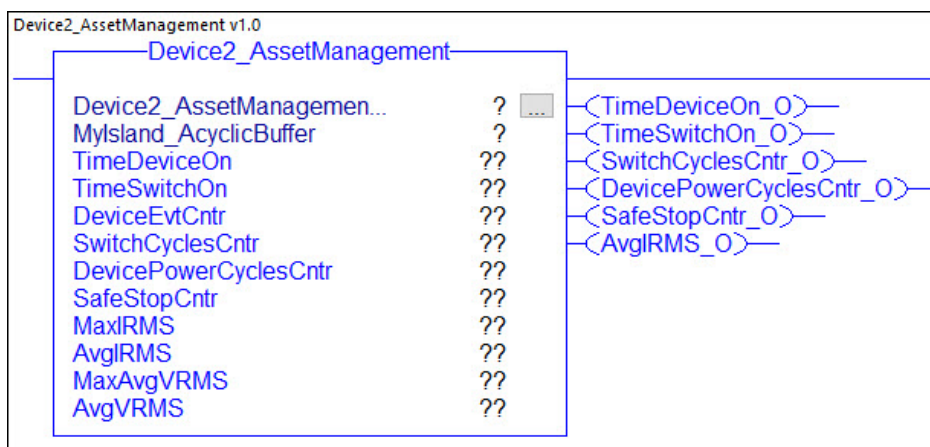 Device2_AssetManagement v1.0
Device2_AssetManagement
Device2_AssetManagemen... ? ... TimeDeviceOn_O
MyIsland_AcyclicBuffer ? TimeSwitchOn_O
TimeDeviceOn ?? SwitchCyclesCntr_O
TimeSwitchOn ?? DevicePowerCyclesCntr_O
DeviceEvtCntr ?? SafeStopCntr_O
SwitchCyclesCntr ?? AvgIRMS_O
DevicePowerCyclesCntr ??
SafeStopCntr ??
MaxIRMS ??
AvgIRMS ??
MaxAvgVRMS ??
AvgVRMS ??